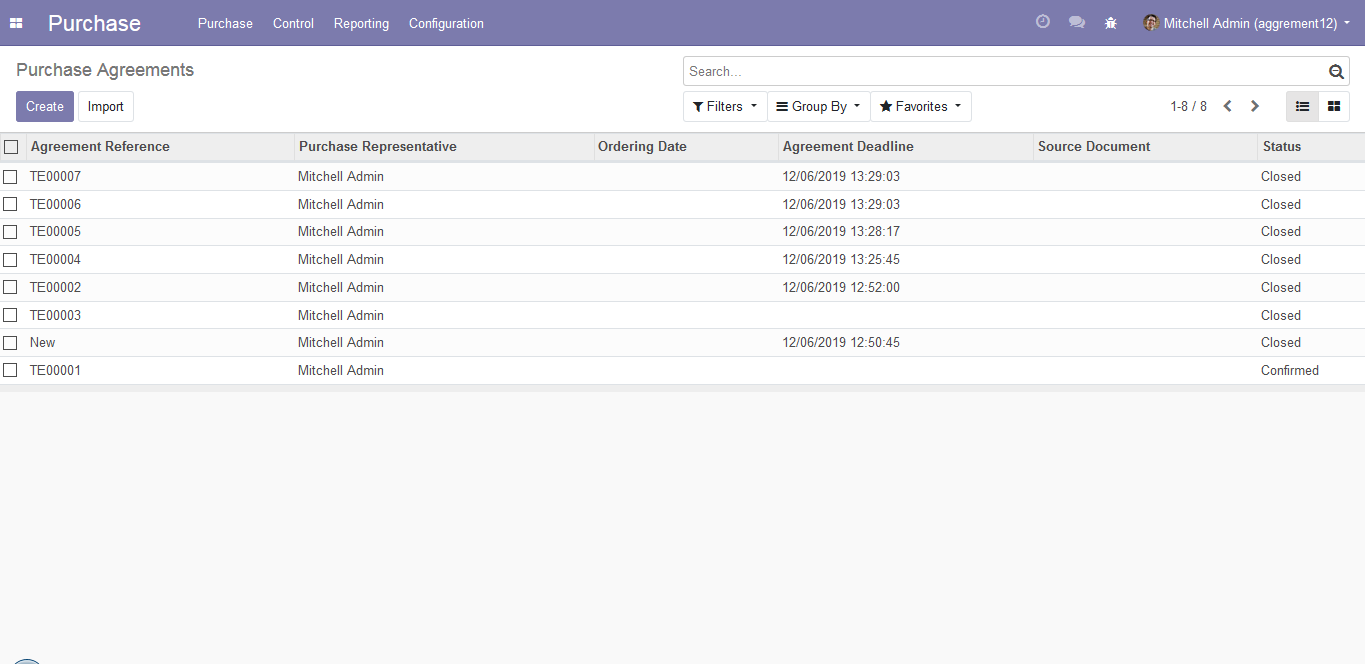 Purchase Purchase Control Reporting Configuration Mitchell Admin (aggrement12)
Purchase Agreements Search...
Create Import Filters Group By Favorites 1-8 / 8
Agreement Reference Purchase Representative Ordering Date Agreement Deadline Source Document Status
TE00007 Mitchell Admin 12/06/2019 13:29:03 Closed
TE00006 Mitchell Admin 12/06/2019 13:29:03 Closed
TE00005 Mitchell Admin 12/06/2019 13:28:17 Closed
TE00004 Mitchell Admin 12/06/2019 13:25:45 Closed
TE00002 Mitchell Admin 12/06/2019 12:52:00 Closed
TE00003 Mitchell Admin Closed
New Mitchell Admin 12/06/2019 12:50:45 Closed
TE00001 Mitchell Admin Confirmed